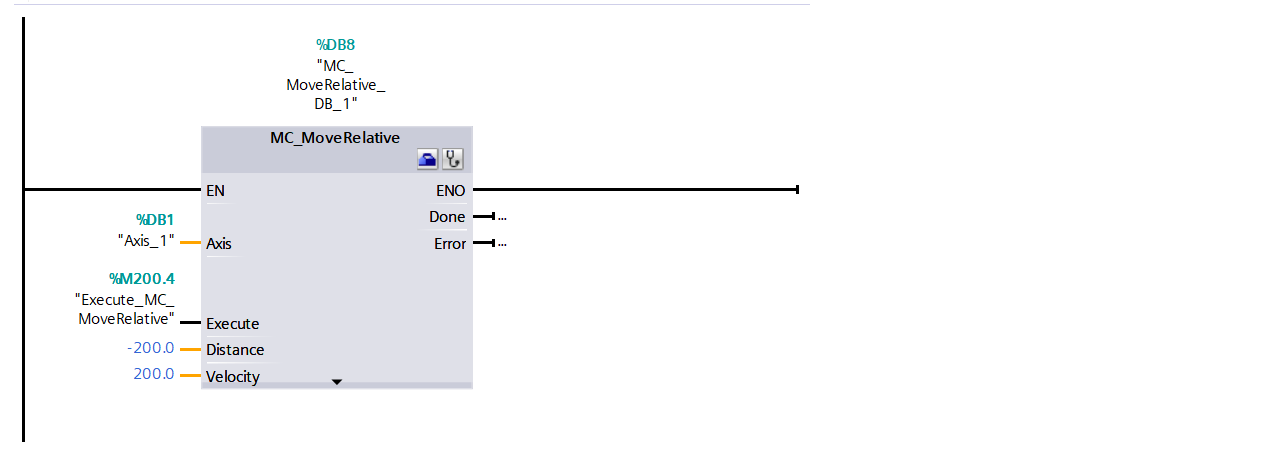 %DB8
"MC_
MoveRelative_
DB_1"
MC_MoveRelative
EN
ENO
Done
...
%DB1
"Axis_1"
Axis
Error
...
%M200.4
"Execute_MC_
MoveRelative"
Execute
-200.0
Distance
200.0
Velocity